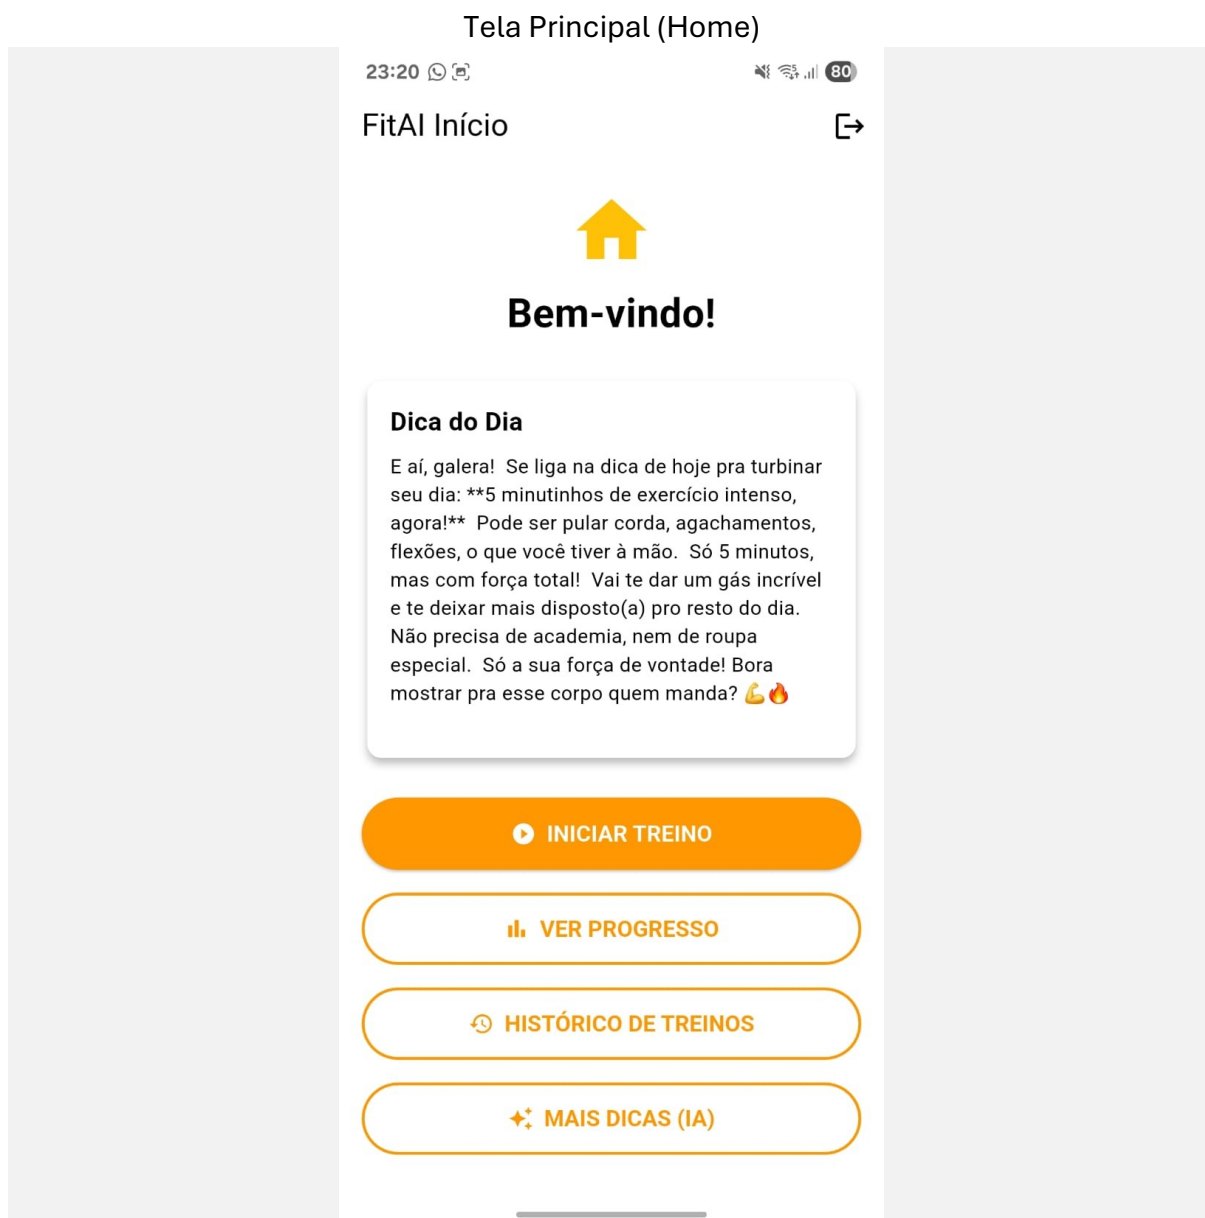 Tela Principal (Home)
23:20
80
FitAI Início
Bem-vindo!
Dica do Dia
E aí, galera!  Se liga na dica de hoje pra turbinar
seu dia: **5 minutinhos de exercício intenso,
agora!**  Pode ser pular corda, agachamentos,
flexões, o que você tiver à mão.  Só 5 minutos,
mas com força total!  Vai te dar um gás incrível
e te deixar mais disposto(a) pro resto do dia.
Não precisa de academia, nem de roupa
especial.  Só a sua força de vontade! Bora
mostrar pra esse corpo quem manda? 💪🔥
INICIAR TREINO
VER PROGRESSO
HISTÓRICO DE TREINOS
MAIS DICAS (IA)